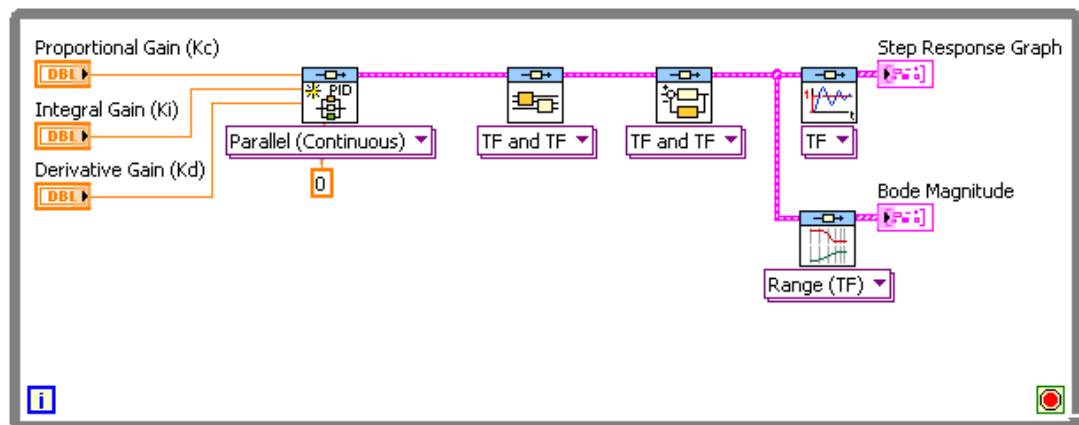 Proportional Gain (Kc)
DBL
Integral Gain (Ki)
DBL
Derivative Gain (Kd)
DBL
PID
Parallel (Continuous)
0
TF and TF
TF and TF
1
t
TF
Step Response Graph
Bode Magnitude
Range (TF)
i